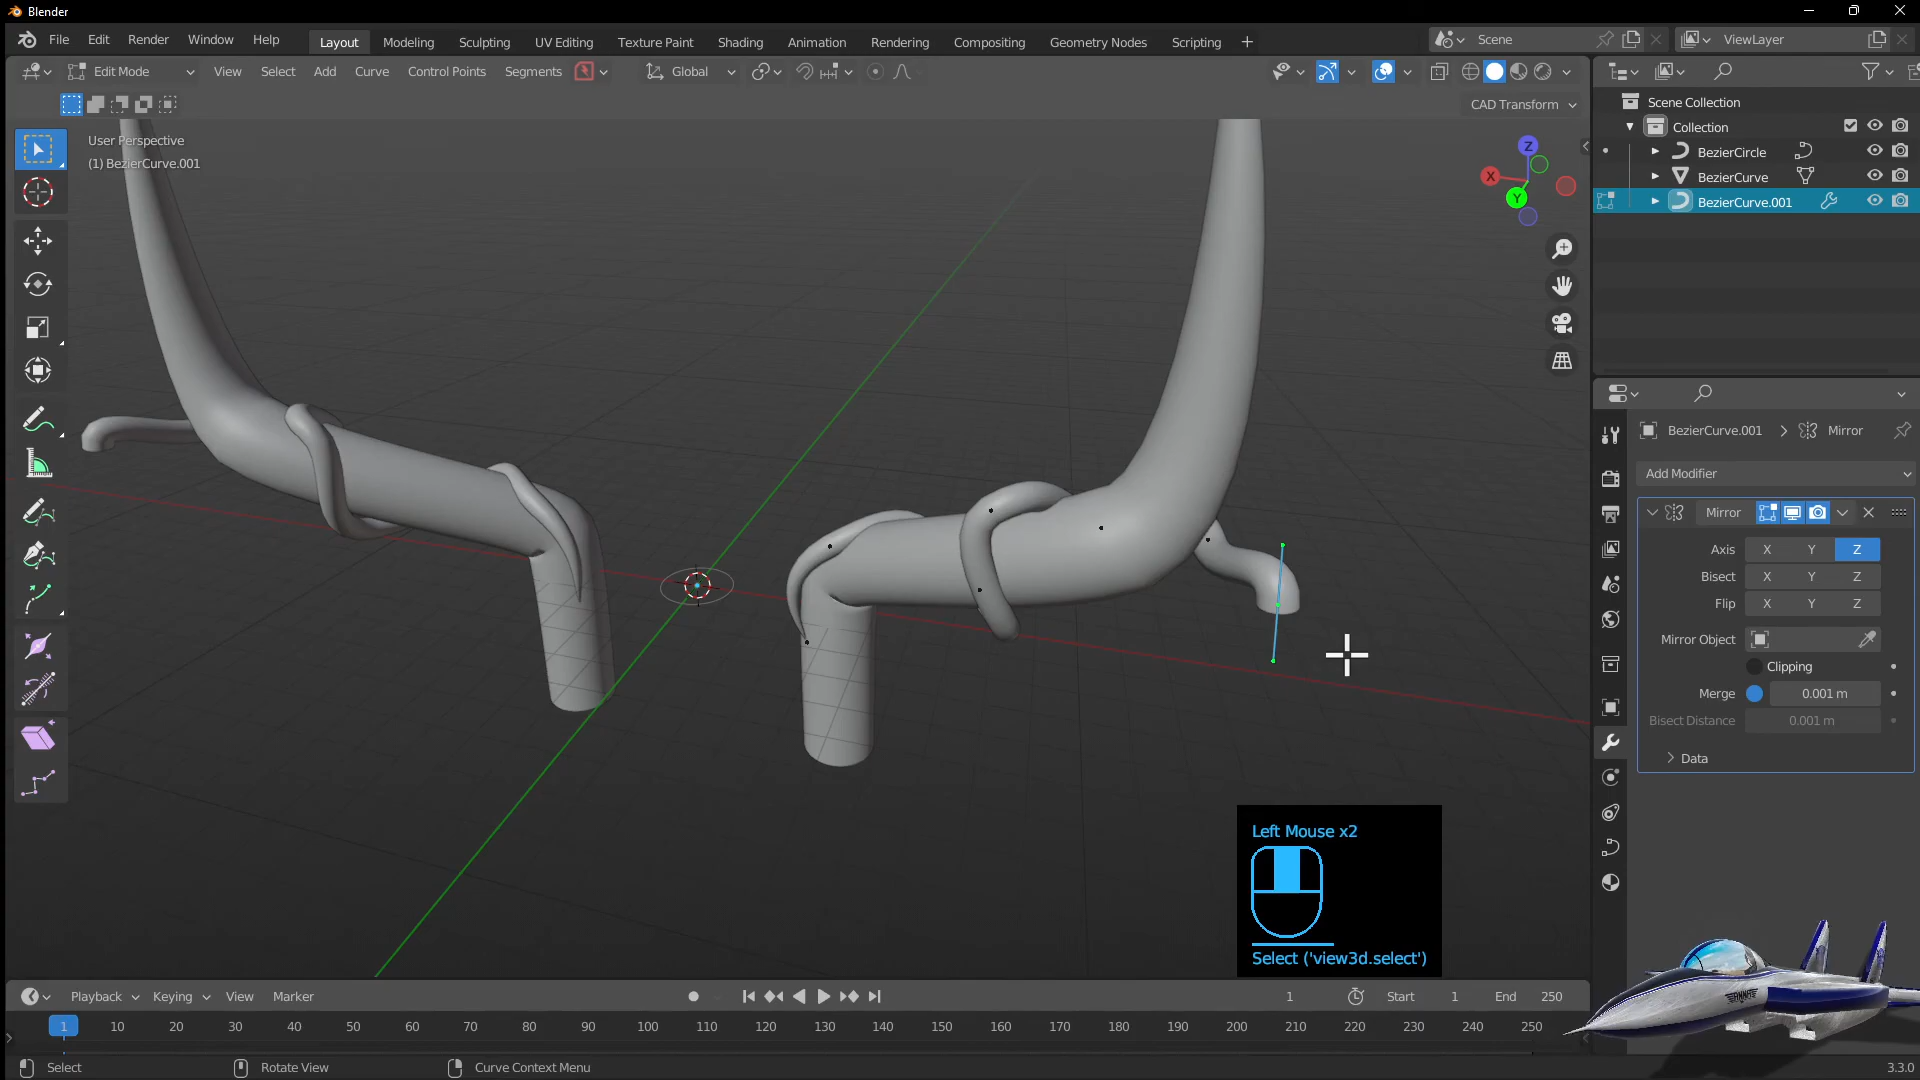 Blender
File Edit Render Window Help Layout Modeling Sculpting UV Editing Texture Paint Shading Animation Rendering Compositing Geometry Nodes Scripting + Scene ViewLayer
Edit Mode View Select Add Curve Control Points Segments Global
CAD Transform
User Perspective
(1) BezierCurve.001
Z
X
Y
Scene Collection
Collection
BezierCircle
BezierCurve
BezierCurve.001
BezierCurve.001 > Mirror
Add Modifier
Mirror
Axis X Y Z
Bisect X Y Z
Flip X Y Z
Mirror Object
Clipping
Merge 0.001 m
Bisect Distance 0.001 m
Data
Left Mouse x2
Select ('view3d.select')
Playback Keying View Marker 1 Start 1 End 250
1 10 20 30 40 50 60 70 80 90 100 110 120 130 140 150 160 170 180 190 200 210 220 230 240 250
Select Rotate View Curve Context Menu 3.3.0